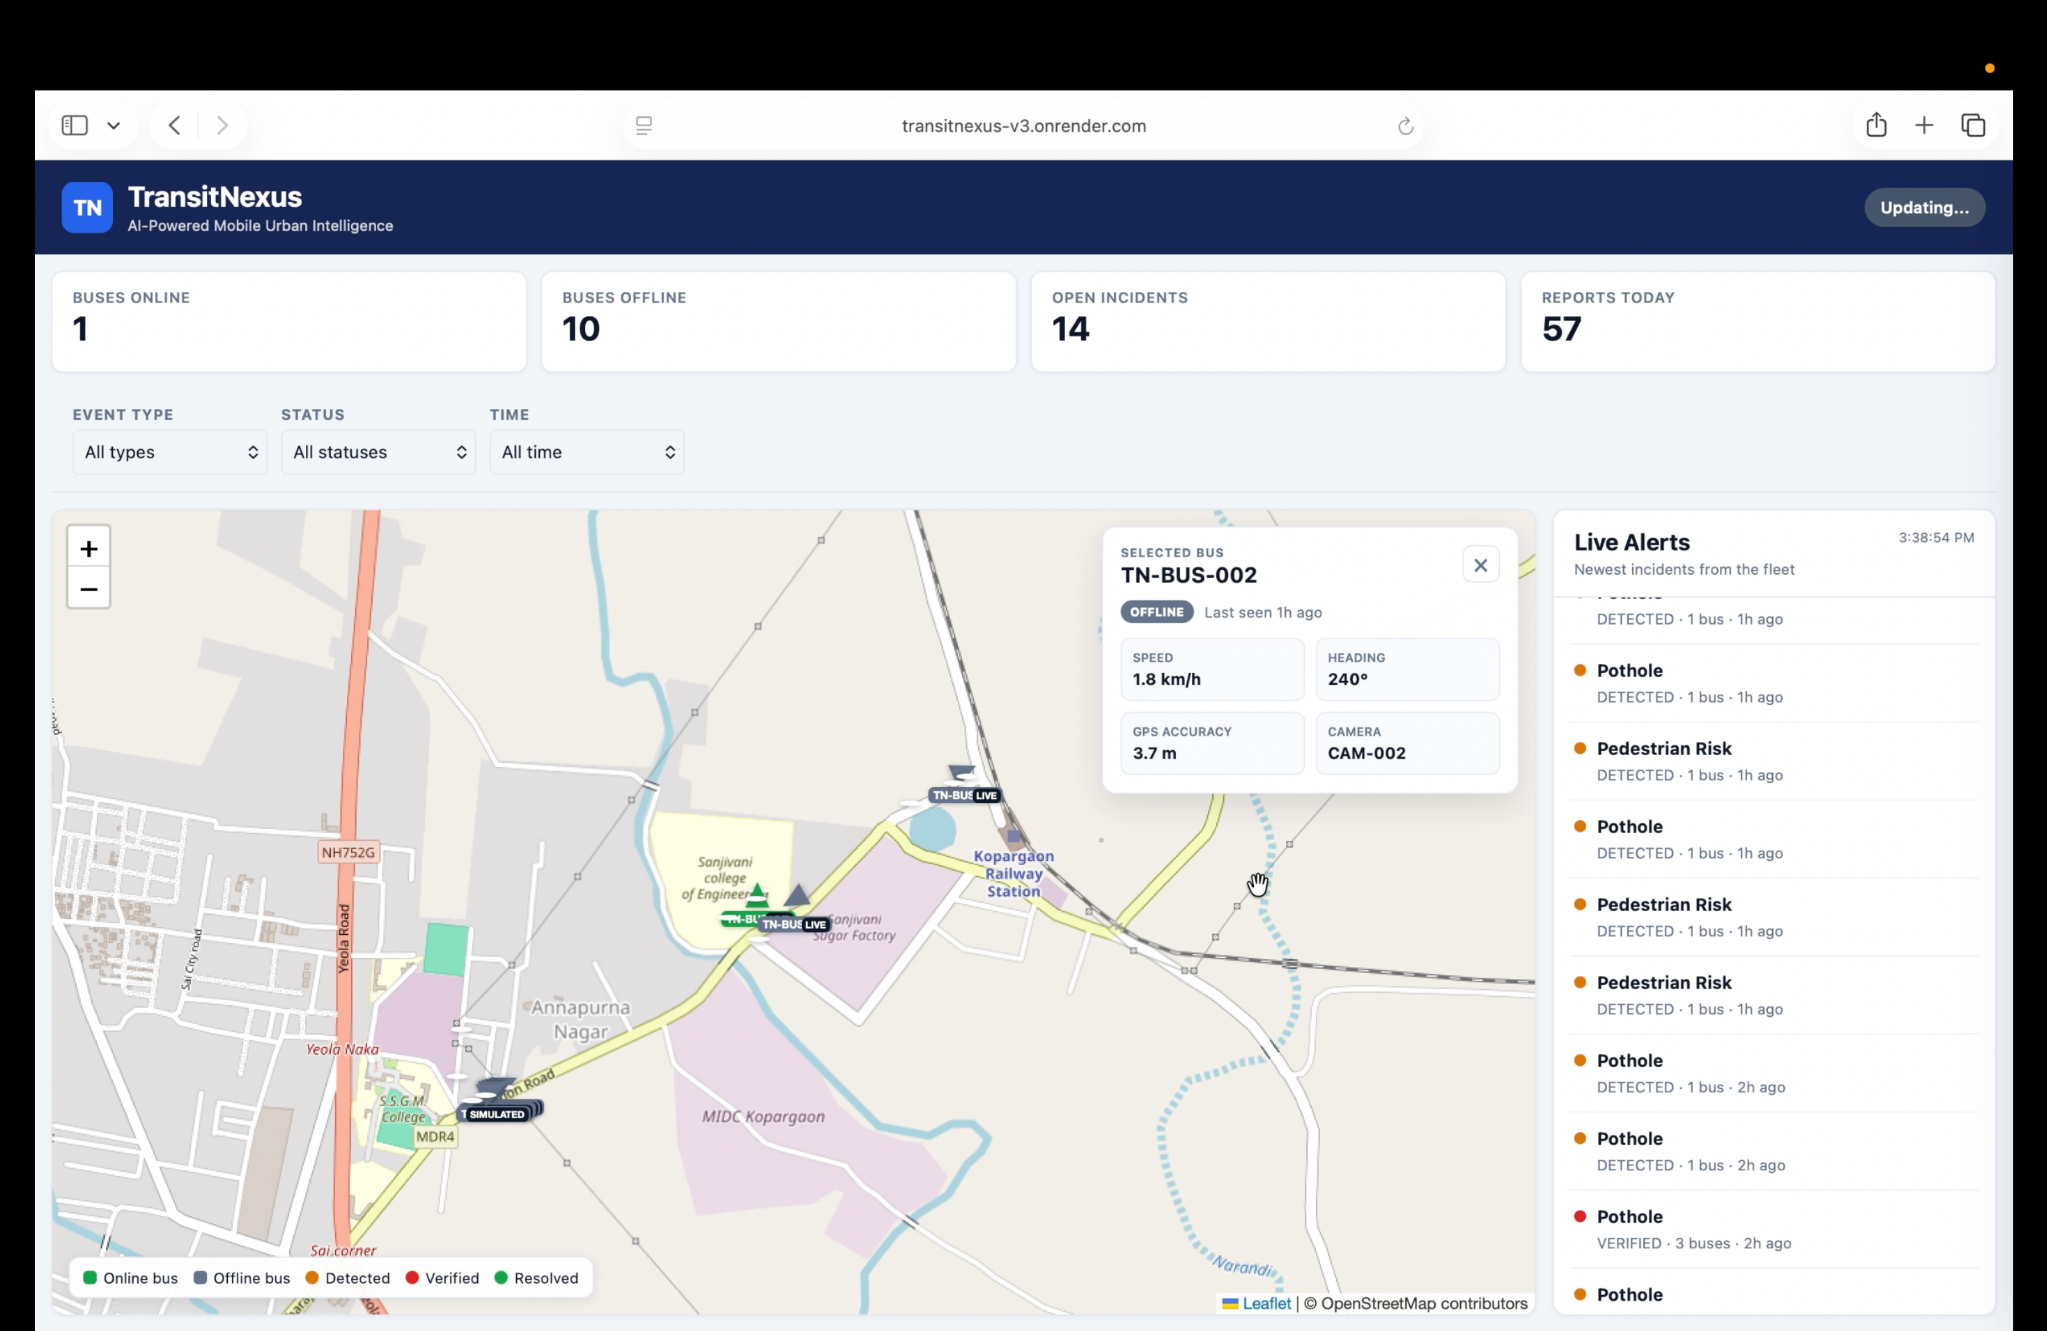 transitnexus-v3.onrender.com
TN
TransitNexus
AI-Powered Mobile Urban Intelligence
Updating...
BUSES ONLINE
1
BUSES OFFLINE
10
OPEN INCIDENTS
14
REPORTS TODAY
57
EVENT TYPE
All types
STATUS
All statuses
TIME
All time
+
−
NH752G
Yeola Road
Sai City road
Yeola Naka
S.S.G.M.
College
MDR4
Sai corner
Annapurna
Nagar
ion Road
SIMULATED
Sanjivani
college
of Engineer
TN-BU
TN-BUS LIVE
Sanjivani
Sugar Factory
TN-BUS LIVE
Kopargaon
Railway
Station
MIDC Kopargaon
Narandi
SELECTED BUS
TN-BUS-002
OFFLINE Last seen 1h ago
SPEED
1.8 km/h
HEADING
240°
GPS ACCURACY
3.7 m
CAMERA
CAM-002
Online bus Offline bus Detected Verified Resolved
Leaflet | © OpenStreetMap contributors
Live Alerts
3:38:54 PM
Newest incidents from the fleet
DETECTED · 1 bus · 1h ago
Pothole
DETECTED · 1 bus · 1h ago
Pedestrian Risk
DETECTED · 1 bus · 1h ago
Pothole
DETECTED · 1 bus · 1h ago
Pedestrian Risk
DETECTED · 1 bus · 1h ago
Pedestrian Risk
DETECTED · 1 bus · 1h ago
Pothole
DETECTED · 1 bus · 2h ago
Pothole
DETECTED · 1 bus · 2h ago
Pothole
VERIFIED · 3 buses · 2h ago
Pothole